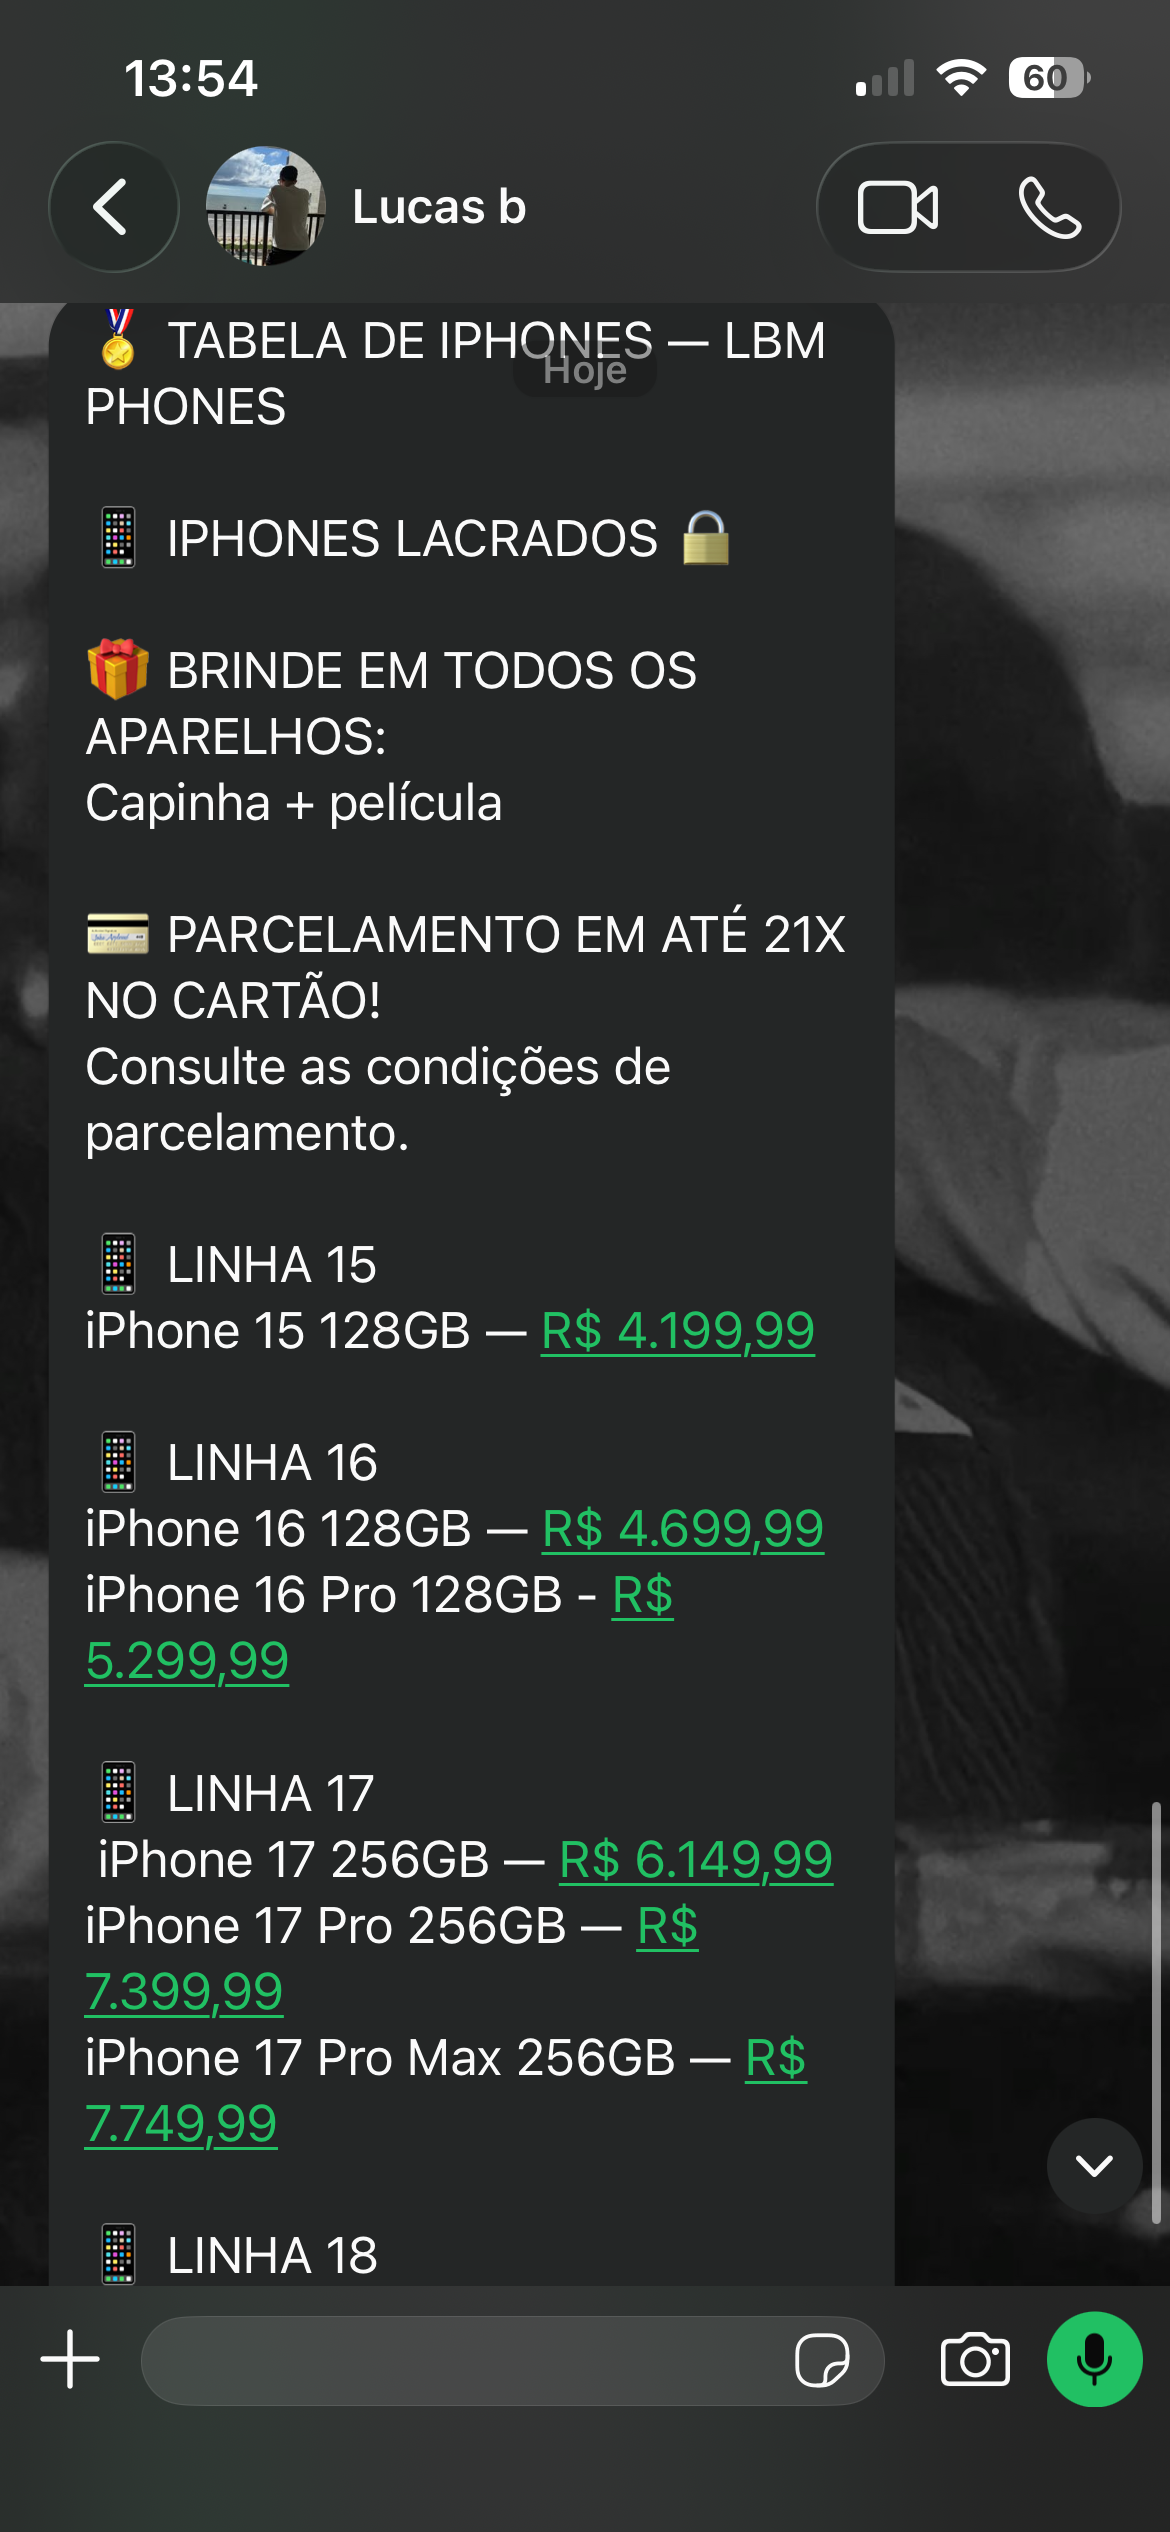 13:54
60
Lucas b
🏅 TABELA DE IPHONES — LBM
Hoje
PHONES
📱 IPHONES LACRADOS 🔒
🎁 BRINDE EM TODOS OS
APARELHOS:
Capinha + película
💳 PARCELAMENTO EM ATÉ 21X
NO CARTÃO!
Consulte as condições de
parcelamento.
📱 LINHA 15
iPhone 15 128GB — R$ 4.199,99
📱 LINHA 16
iPhone 16 128GB — R$ 4.699,99
iPhone 16 Pro 128GB - R$
5.299,99
📱 LINHA 17
iPhone 17 256GB — R$ 6.149,99
iPhone 17 Pro 256GB — R$
7.399,99
iPhone 17 Pro Max 256GB — R$
7.749,99
📱 LINHA 18